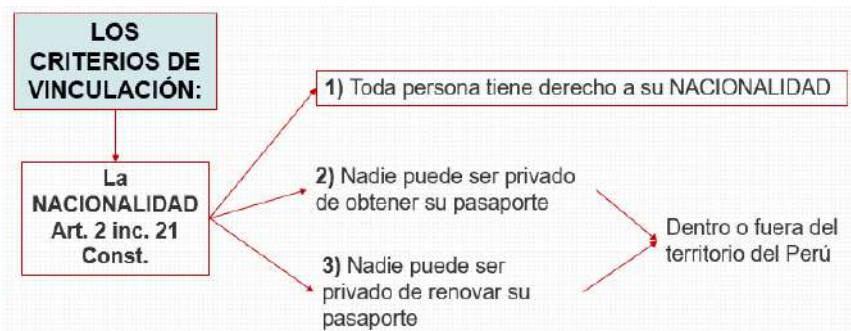 LOS
CRITERIOS DE
VINCULACIÓN:
1) Toda persona tiene derecho a su NACIONALIDAD
La
NACIONALIDAD
Art. 2 inc. 21
Const.
2) Nadie puede ser privado
de obtener su pasaporte
3) Nadie puede ser
privado de renovar su
pasaporte
Dentro o fuera del
territorio del Perú